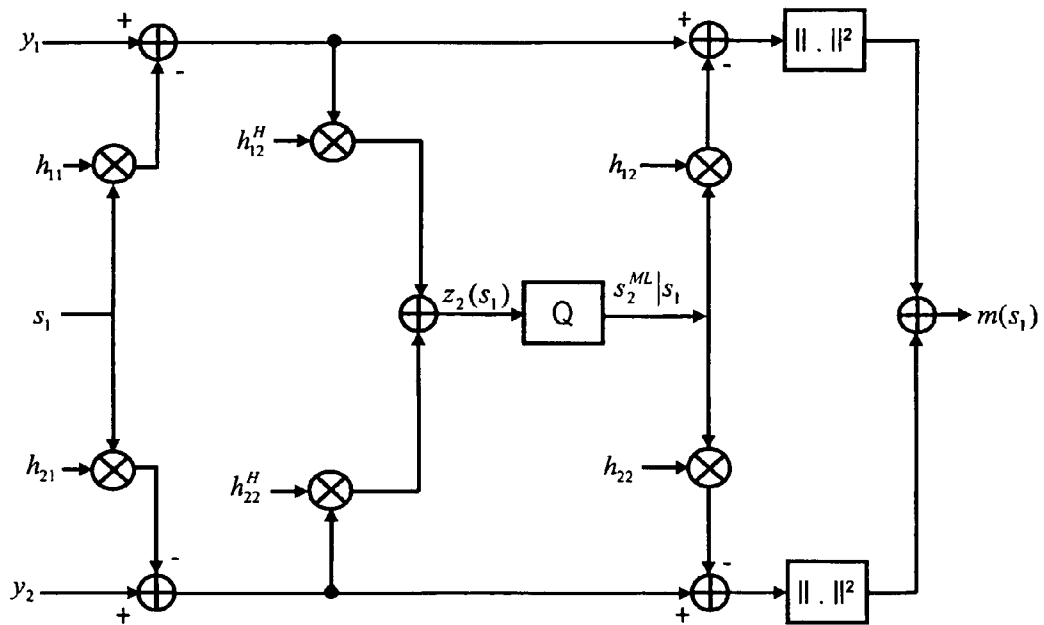 y₁ + - + - || . ||²
h₁₁ h₁₂ᴴ h₁₂
s₁ z₂(s₁) Q s₂ᴹᴸ|s₁ m(s₁)
h₂₁ h₂₂ᴴ h₂₂
y₂ + - + - || . ||²